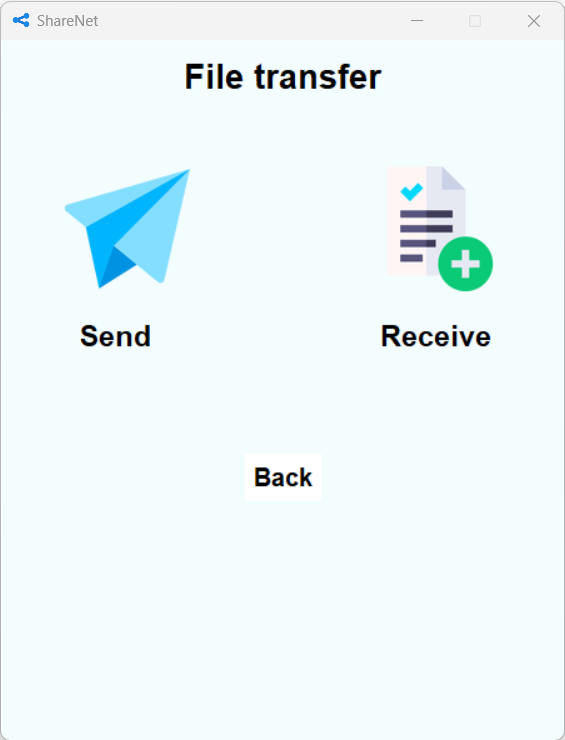 ShareNet
File transfer
Send
Receive
Back